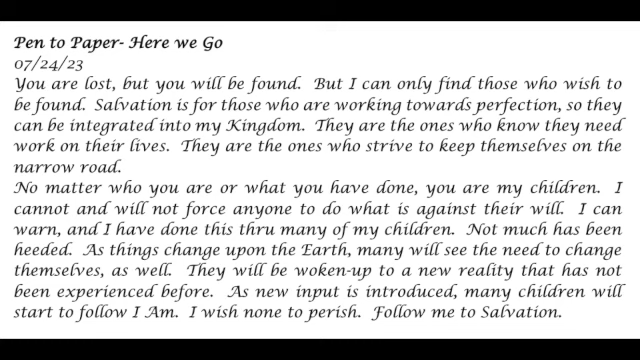 Pen to Paper- Here we Go
07/24/23
You are lost, but you will be found. But I can only find those who wish to
be found. Salvation is for those who are working towards perfection, so they
can be integrated into my Kingdom. They are the ones who know they need
work on their lives. They are the ones who strive to keep themselves on the
narrow road.
No matter who you are or what you have done, you are my children. I
cannot and will not force anyone to do what is against their will. I can
warn, and I have done this thru many of my children. Not much has been
heeded. As things change upon the Earth, many will see the need to change
themselves, as well. They will be woken-up to a new reality that has not
been experienced before. As new input is introduced, many children will
start to follow I Am. I wish none to perish. Follow me to Salvation.